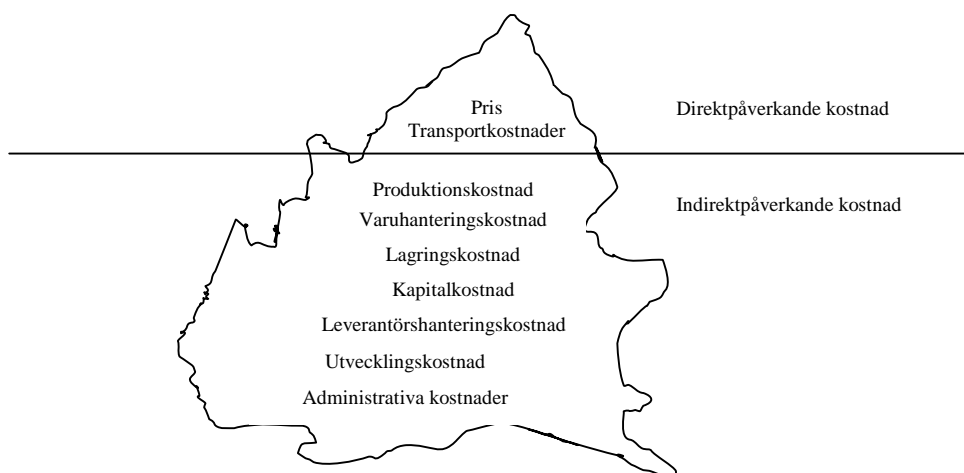 Pris
Transportkostnader
Direktpåverkande kostnad
Produktionskostnad
Indirektpåverkande kostnad
Varuhanteringskostnad
Lagringskostnad
Kapitalkostnad
Leverantörshanteringskostnad
Utvecklingskostnad
Administrativa kostnader